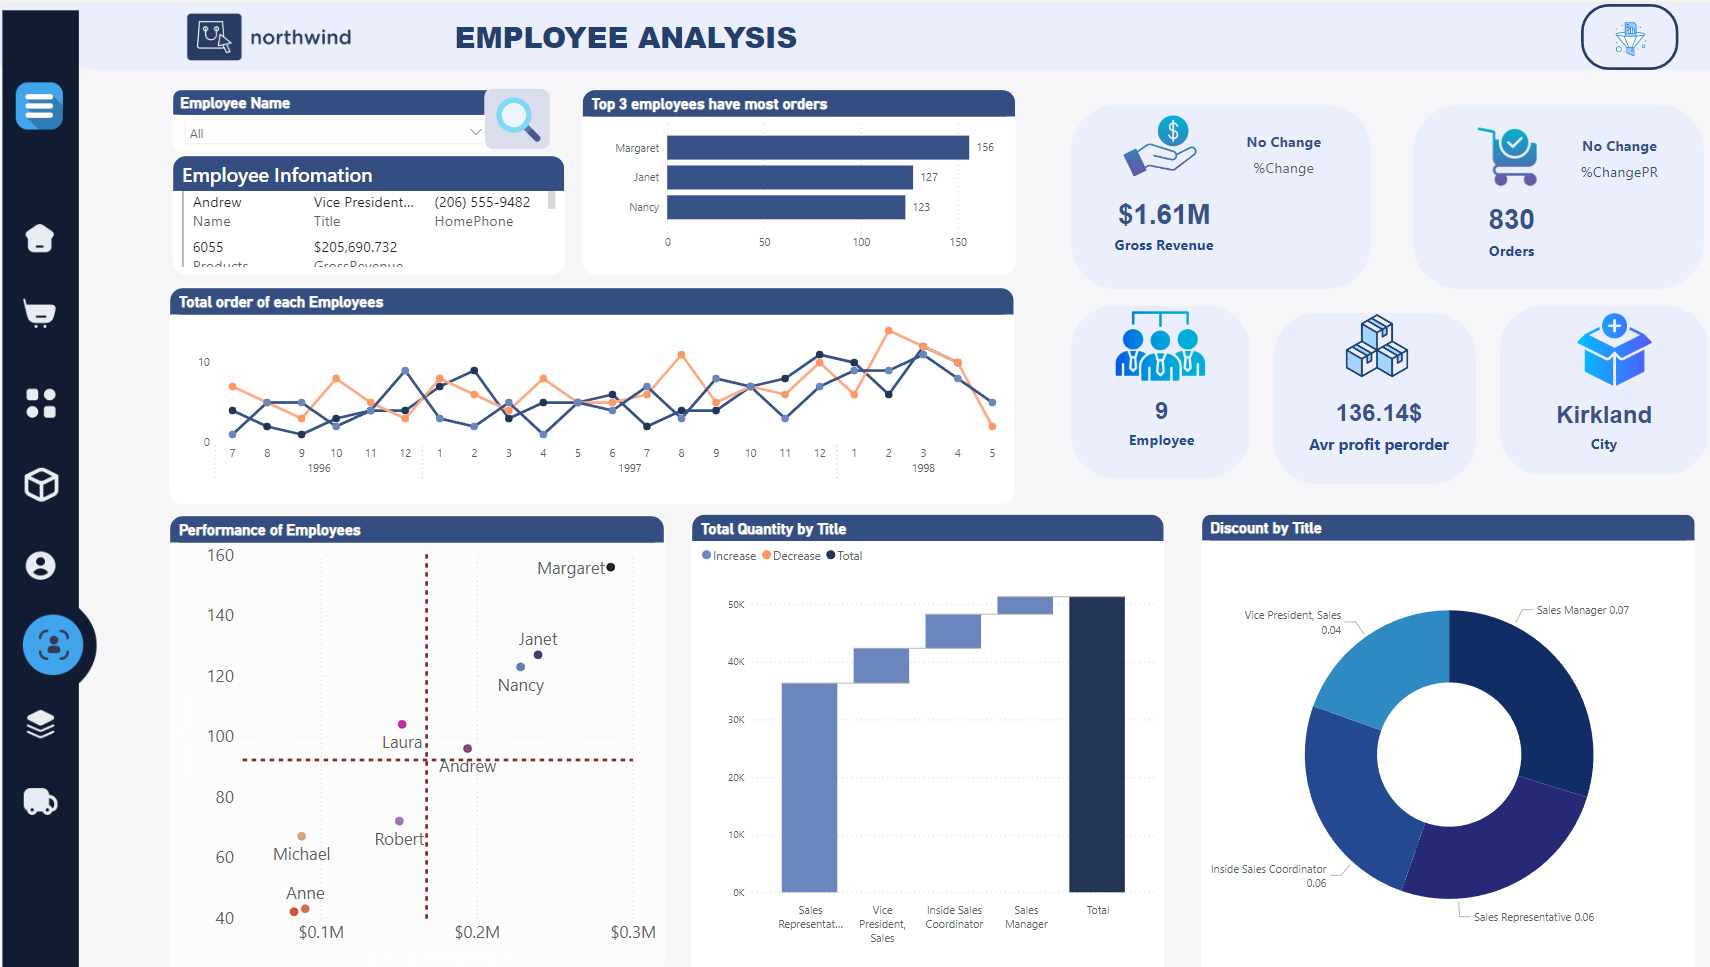 northwind
EMPLOYEE ANALYSIS
Employee Name
All
Employee Infomation
Andrew
Vice President...
(206) 555-9482
Name
Title
HomePhone
6055
$205,690.732
Products
GrossRevenue
Top 3 employees have most orders
Margaret
156
Janet
127
Nancy
123
0
50
100
150
No Change
%Change
$1.61M
Gross Revenue
No Change
%ChangePR
830
Orders
Total order of each Employees
10
0
7 8 9 10 11 12 1 2 3 4 5 6 7 8 9 10 11 12 1 2 3 4 5
1996 1997 1998
9
Employee
136.14$
Avr profit perorder
Kirkland
City
Performance of Employees
160
140
120
100
80
60
40
Margaret
Janet
Nancy
Laura
Andrew
Robert
Michael
Anne
$0.1M
$0.2M
$0.3M
Total Quantity by Title
Increase
Decrease
Total
50K
40K
30K
20K
10K
0K
Sales
Representat...
Vice
President,
Sales
Inside Sales
Coordinator
Sales
Manager
Total
Discount by Title
Vice President, Sales
0.04
Sales Manager 0.07
Inside Sales Coordinator
0.06
Sales Representative 0.06